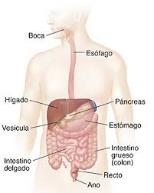 Boca
Esófago
Hígado
Páncreas
Vesícula
Estómago
Intestino
delgado
Intestino
grueso
(colon)
Recto
Ano